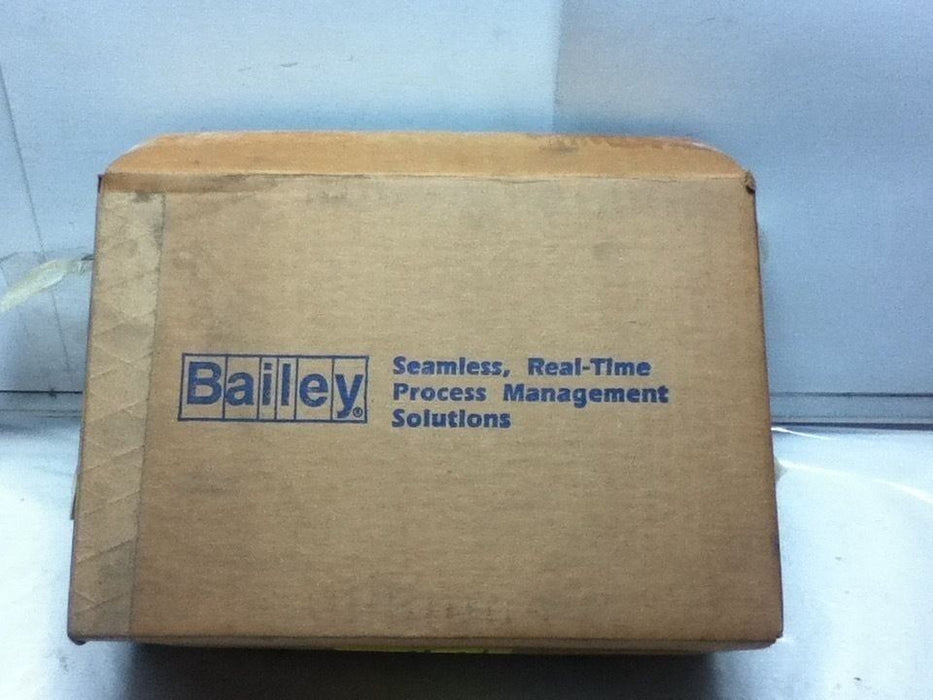 Bailey®
Seamless, Real-Time
Process Management
Solutions